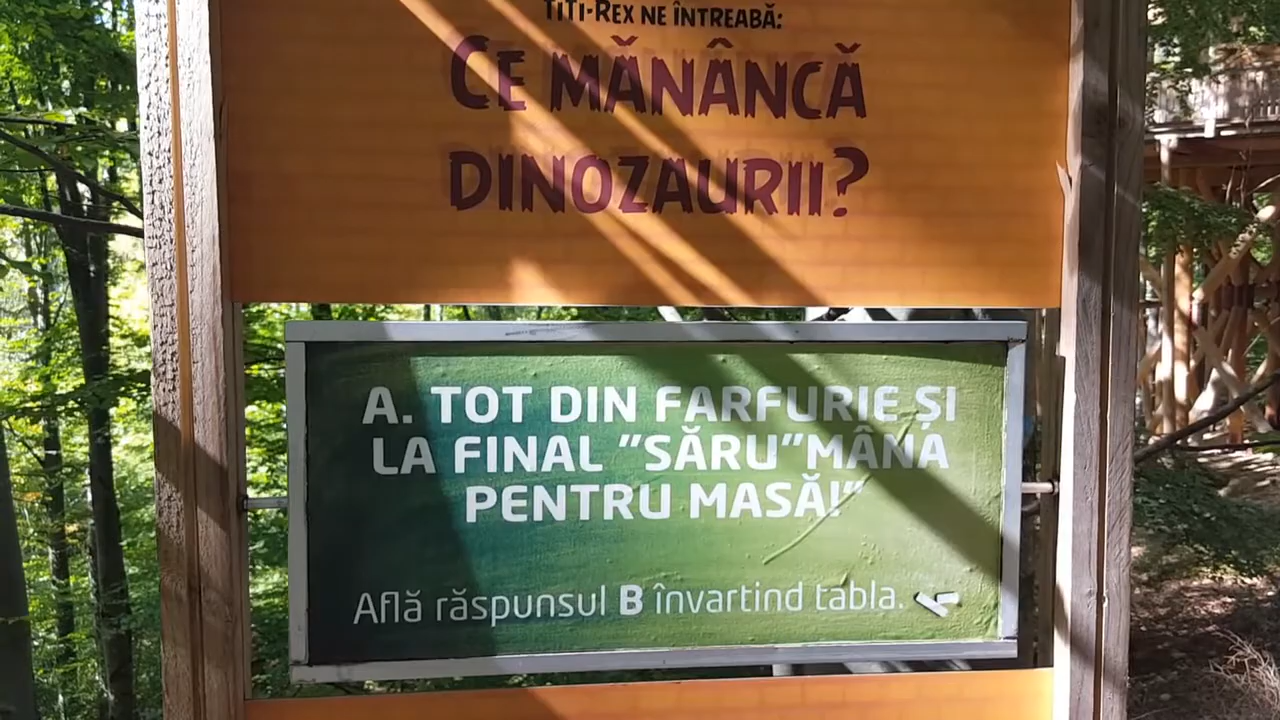 TITI-REX NE ÎNTREABĂ:
CE MĂNÂNCĂ
DINOZAURII?
A. TOT DIN FARFURIE ȘI
LA FINAL ”SĂRU”MÂNA
PENTRU MASĂ!”
Află răspunsul B învartind tabla.